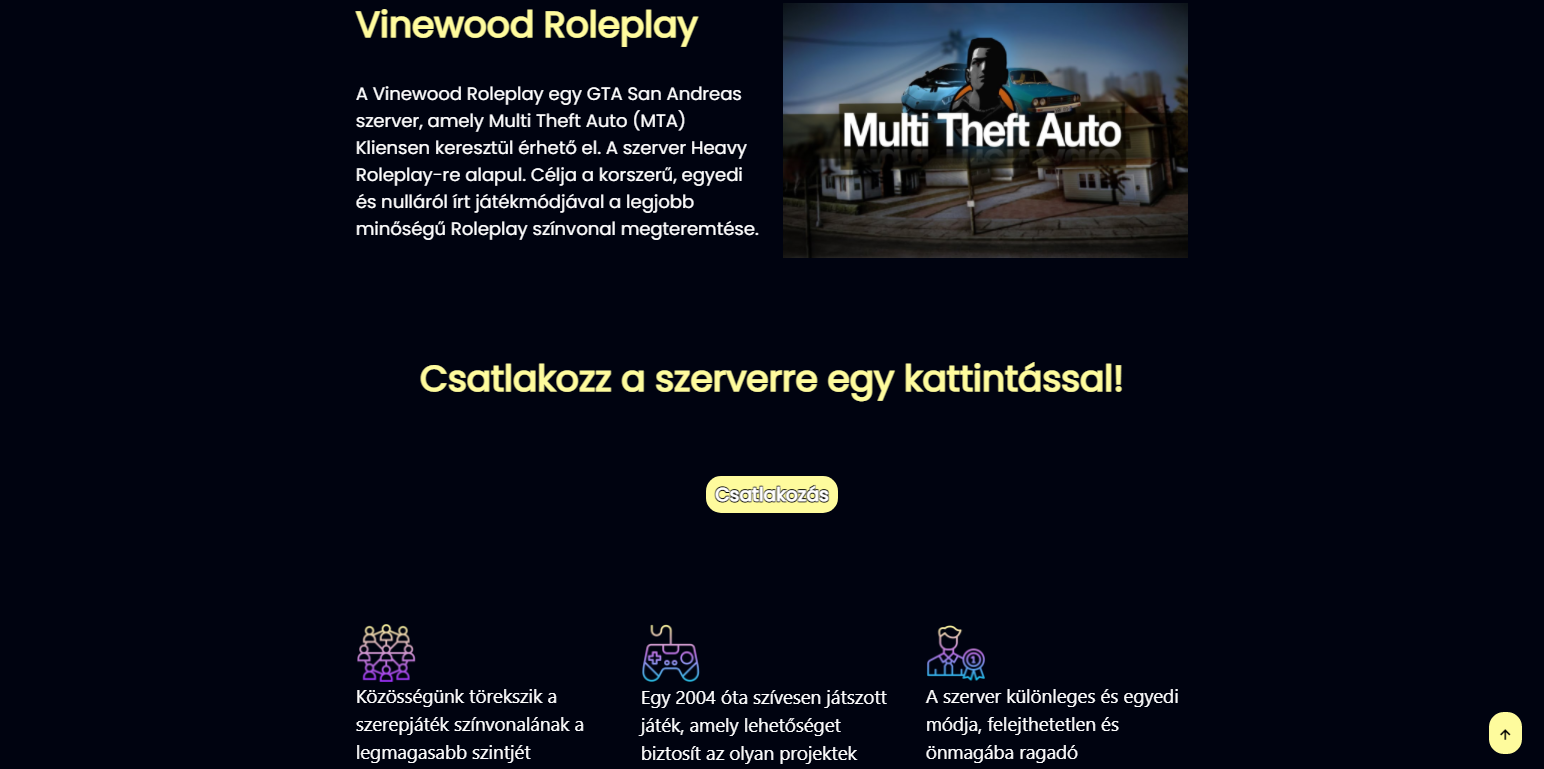 Vinewood Roleplay
A Vinewood Roleplay egy GTA San Andreas
szerver, amely Multi Theft Auto (MTA)
Kliensen keresztül érhető el. A szerver Heavy
Roleplay-re alapul. Célja a korszerű, egyedi
és nulláról írt játékmódjával a legjobb
minőségű Roleplay színvonal megteremtése.
Multi Theft Auto
Csatlakozz a szerverre egy kattintással!
Csatlakozás
1
Közösségünk törekszik a
szerepjáték színvonalának a
legmagasabb szintjét
Egy 2004 óta szívesen játszott
játék, amely lehetőséget
biztosít az olyan projektek
A szerver különleges és egyedi
módja, felejthetetlen és
önmagába ragadó